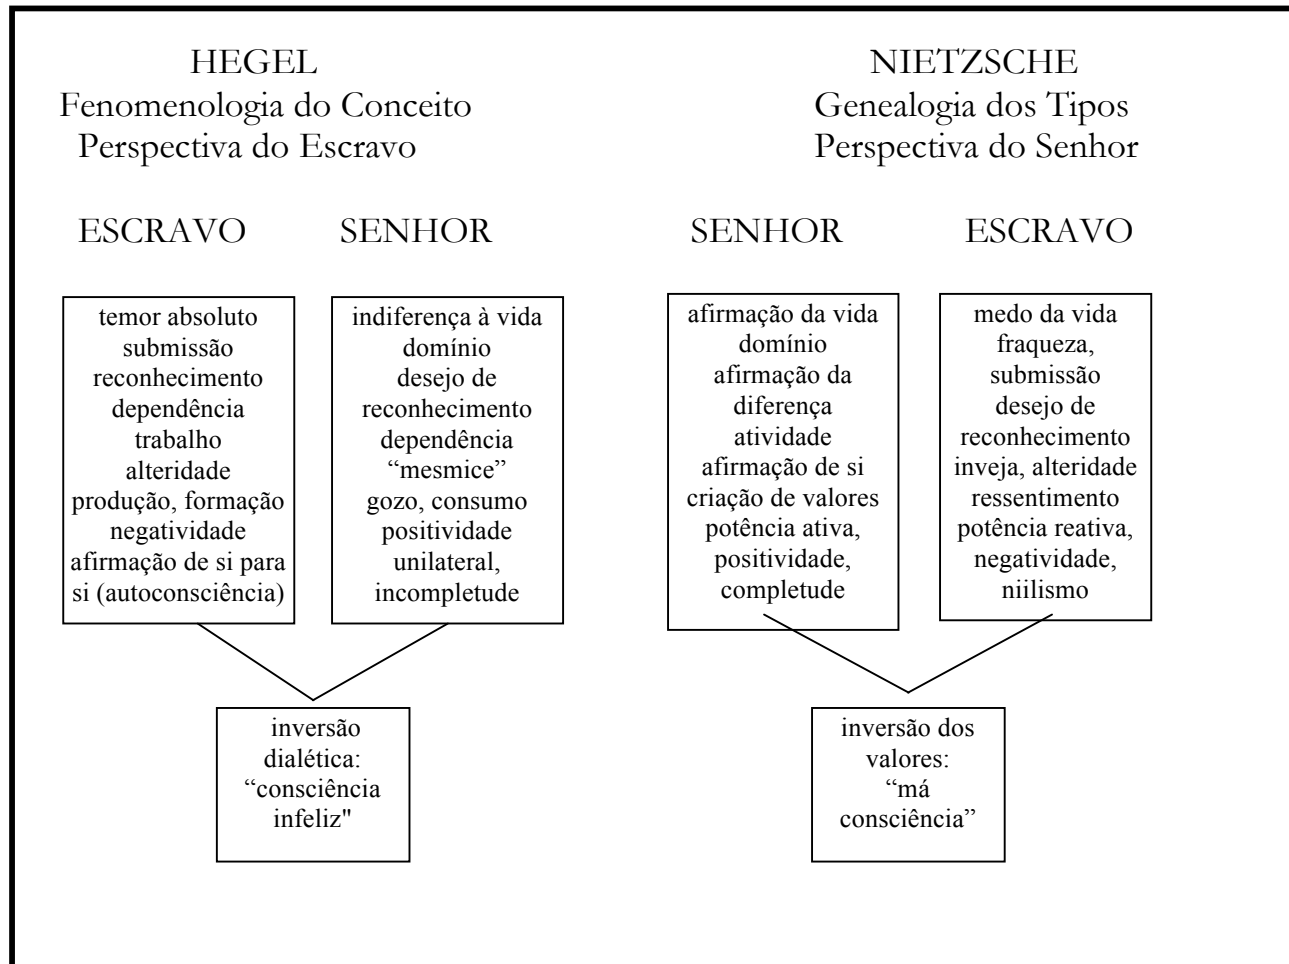 HEGEL
Fenomenologia do Conceito
Perspectiva do Escravo
ESCRAVO
SENHOR
temor absoluto
submissão
reconhecimento
dependência
trabalho
alteridade
produção, formação
negatividade
afirmação de si para
si (autoconsciência)
indiferença à vida
domínio
desejo de
reconhecimento
dependência
“mesmice”
gozo, consumo
positividade
unilateral,
incompletude
inversão
dialética:
“consciência
infeliz"
NIETZSCHE
Genealogia dos Tipos
Perspectiva do Senhor
SENHOR
ESCRAVO
afirmação da vida
domínio
afirmação da
diferença
atividade
afirmação de si
criação de valores
potência ativa,
positividade,
completude
medo da vida
fraqueza,
submissão
desejo de
reconhecimento
inveja, alteridade
ressentimento
potência reativa,
negatividade,
niilismo
inversão dos
valores:
“má
consciência”